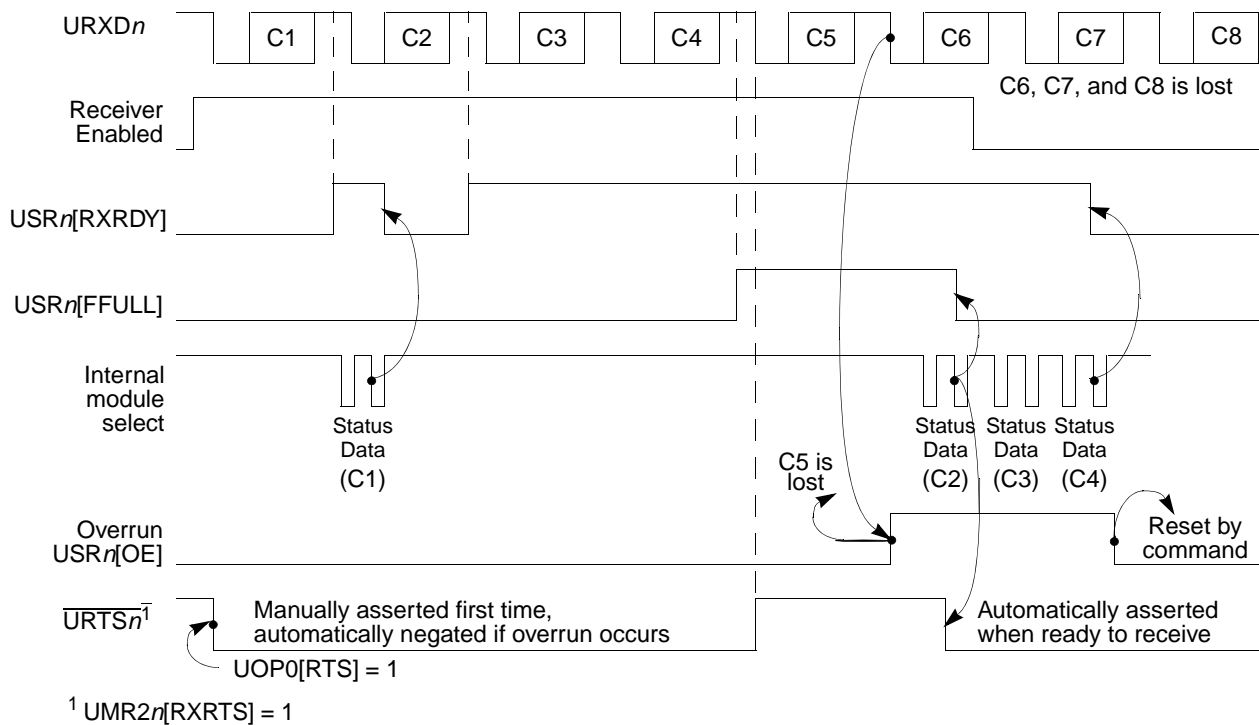 URXDn
C1 C2 C3 C4 C5 C6 C7 C8
C6, C7, and C8 is lost
Receiver
Enabled
USRn[RXRDY]
USRn[FFULL]
Internal
module
select
Status
Data
(C1)
Status
Data
(C2)
Status
Data
(C3)
Status
Data
(C4)
C5 is
lost
Overrun
USRn[OE]
Reset by
command
URTSn¹
Manually asserted first time,
automatically negated if overrun occurs
Automatically asserted
when ready to receive
UOP0[RTS] = 1
¹ UMR2n[RXRTS] = 1